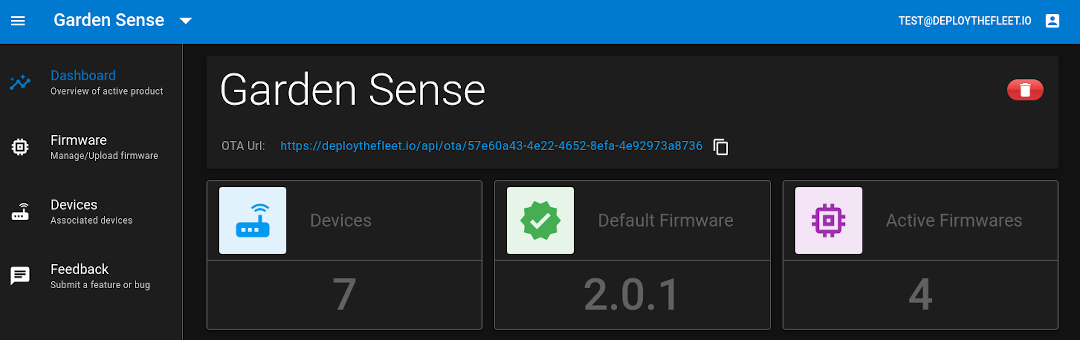 Garden Sense
TEST@DEPLOYTHEFLEET.IO
Dashboard
Overview of active product
Firmware
Manage/Upload firmware
Devices
Associated devices
Feedback
Submit a feature or bug
Garden Sense
OTA Url: https://deploythefleet.io/api/ota/57e60a43-4e22-4652-8efa-4e92973a8736
Devices
7
Default Firmware
2.0.1
Active Firmwares
4